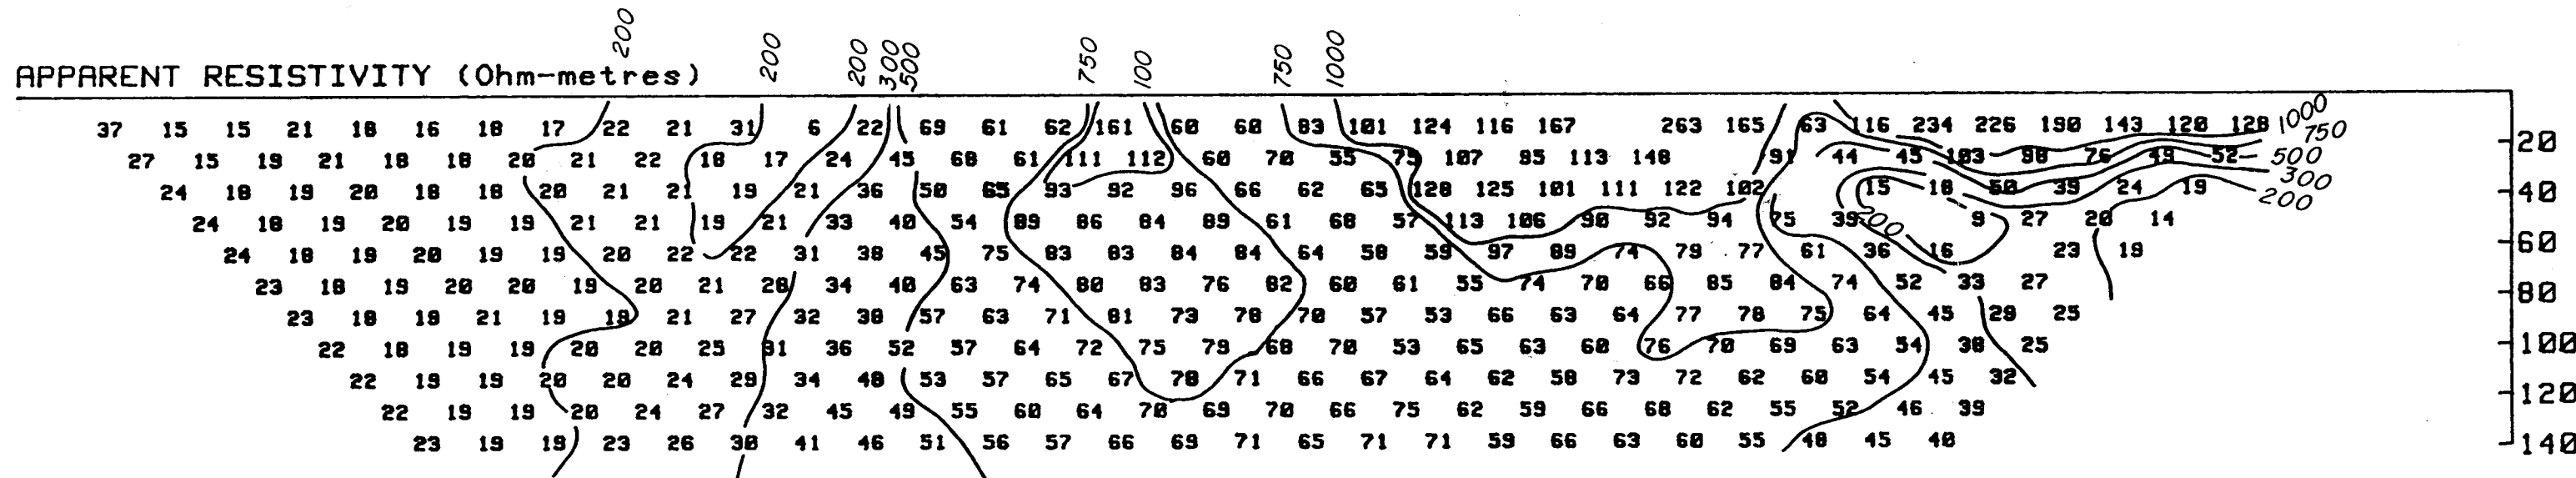 200 200 200 300 500 750 100 750 1000
APPARENT RESISTIVITY (Ohm-metres)
37 15 15 21 18 16 18 17 22 21 31 6 22 69 61 62 161 60 60 83 101 124 116 167 263 165 63 116 234 226 190 143 120 128 1000
750
20
27 15 19 21 18 18 20 21 22 18 17 24 45 68 61 111 112 60 70 55 75 107 95 113 148 91 44 45 103 98 76 49 52 500
300
24 18 19 20 18 18 20 21 21 19 21 36 50 65 93 92 96 66 62 65 128 125 101 111 122 102 15 18 50 39 24 19 40
200
24 18 19 20 19 19 21 21 19 21 33 40 54 89 86 84 89 61 68 57 113 106 90 92 94 75 39 200 9 27 20 14
24 18 19 20 19 19 20 22 22 31 38 45 75 83 83 84 84 64 58 59 97 89 74 79 77 61 36 16 23 19 60
23 18 19 20 20 19 20 21 28 34 40 63 74 80 83 76 82 60 61 55 74 70 66 85 84 74 52 33 27 80
23 18 18 21 19 18 21 27 32 38 57 63 71 81 73 78 70 57 53 66 63 64 77 78 75 64 45 29 25
22 18 19 19 20 20 25 31 36 52 57 64 72 75 79 68 70 53 65 63 60 76 70 69 63 54 38 25 100
22 19 19 20 20 24 29 34 48 53 57 65 67 78 71 66 67 64 62 58 73 72 62 60 54 45 32
22 19 19 20 24 27 32 45 49 55 60 64 70 69 70 66 75 62 59 66 68 62 55 52 46 39 120
23 19 19 23 26 30 41 46 51 56 57 66 69 71 65 71 71 59 66 63 60 55 48 45 40 140